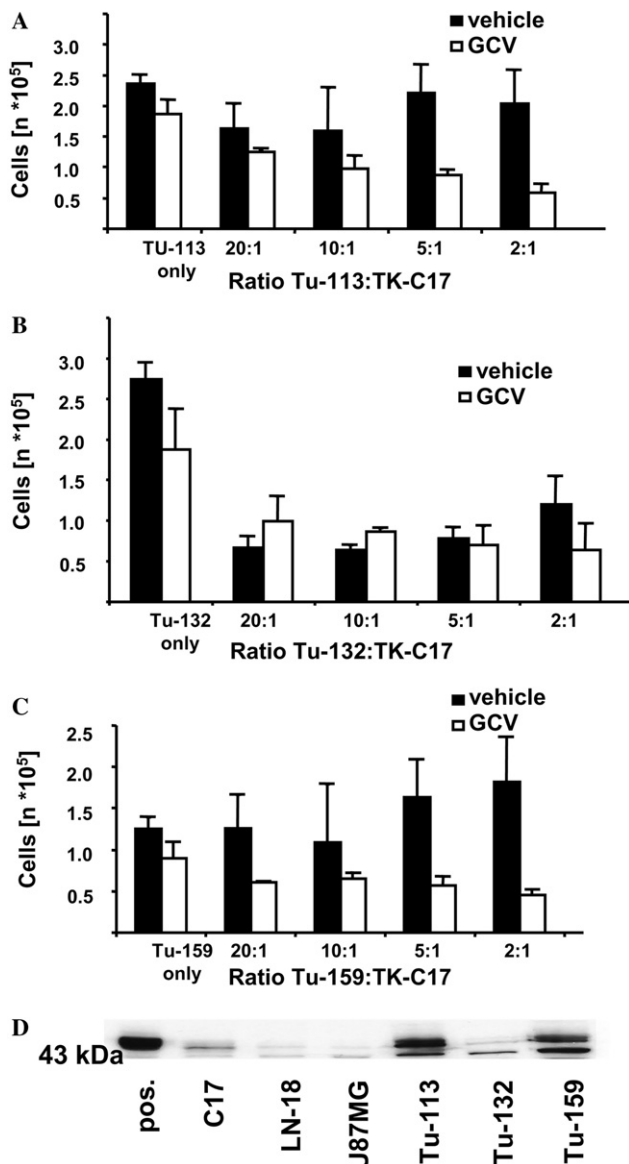 A
vehicle
GCV
3.0
2.5
2.0
1.5
1.0
0.5
Cells [n *10⁵]
TU-113 only
20:1
10:1
5:1
2:1
Ratio Tu-113:TK-C17
B
vehicle
GCV
3.0
2.5
2.0
1.5
1.0
0.5
Cells [n *10⁵]
Tu-132 only
20:1
10:1
5:1
2:1
Ratio Tu-132:TK-C17
C
vehicle
GCV
2.5
2.0
1.5
1.0
0.5
Cells [n *10⁵]
Tu-159 only
20:1
10:1
5:1
2:1
Ratio Tu-159:TK-C17
D
43 kDa
pos.
C17
LN-18
J87MG
Tu-113
Tu-132
Tu-159